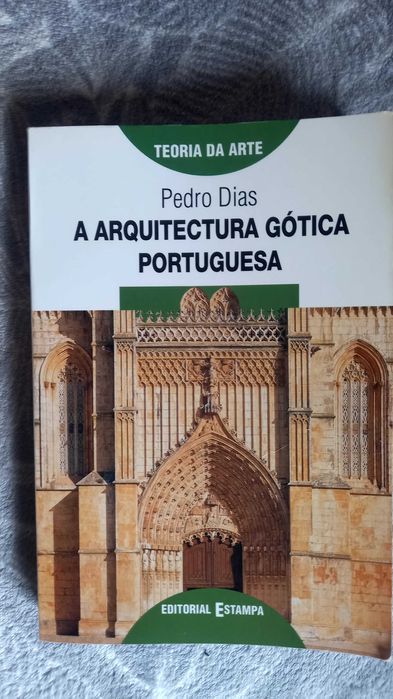 TEORIA DA ARTE
Pedro Dias
A ARQUITECTURA GÓTICA
PORTUGUESA
EDITORIAL ESTAMPA